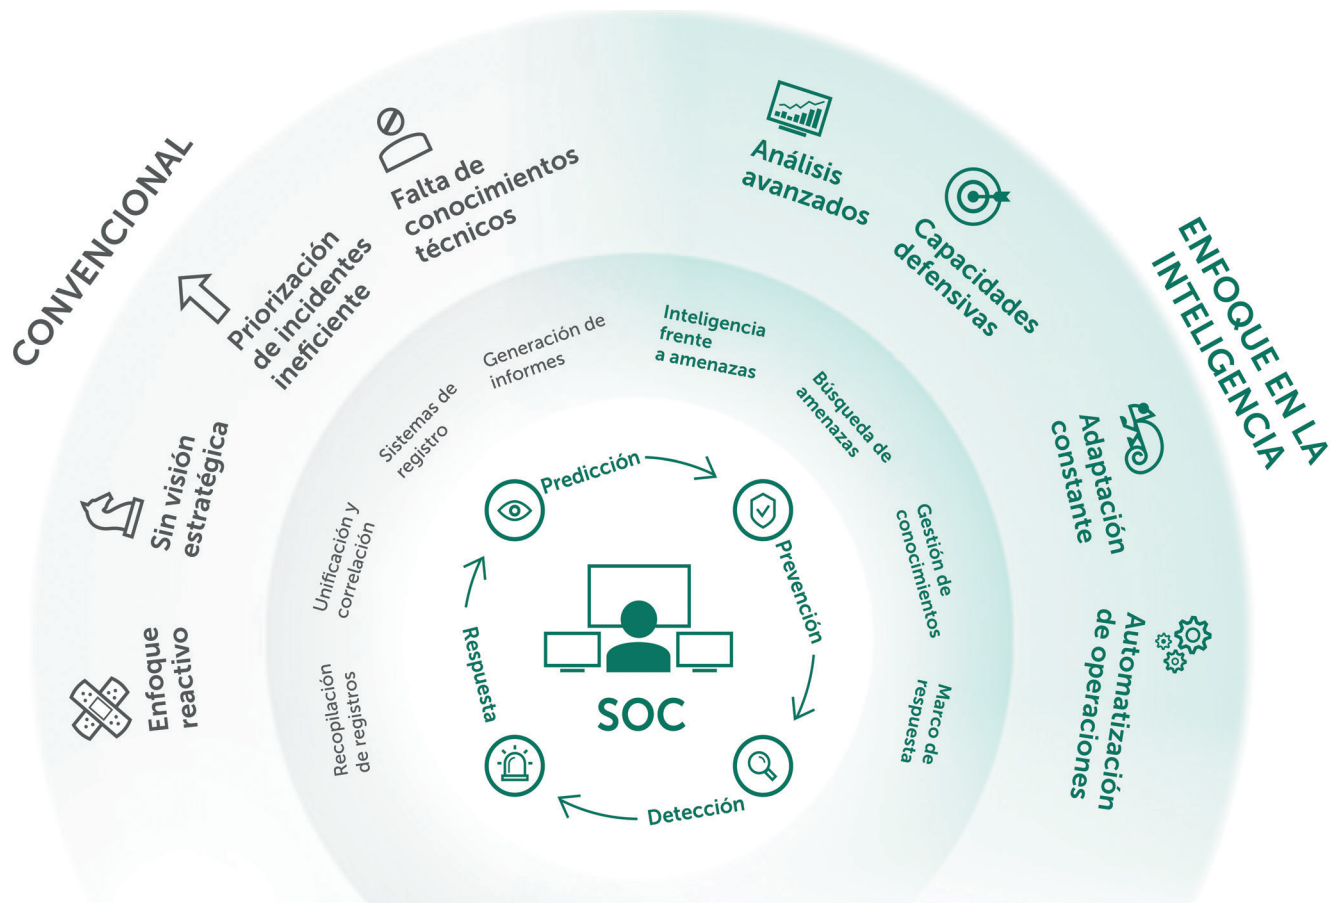 CONVENCIONAL
Falta de
conocimientos
técnicos
Priorización
de incidentes
ineficiente
Sin visión
estratégica
Enfoque
reactivo
Generación de
informes
Sistemas de
registro
Unificación y
correlación
Recopilación
de registros
ENFOQUE EN LA
INTELIGENCIA
Análisis
avanzados
Capacidades
defensivas
Adaptación
constante
Automatización
de operaciones
Inteligencia
frente
a amenazas
Búsqueda de
amenazas
Gestión de
conocimientos
Marco de
respuesta
Predicción
Prevención
Detección
Respuesta
SOC